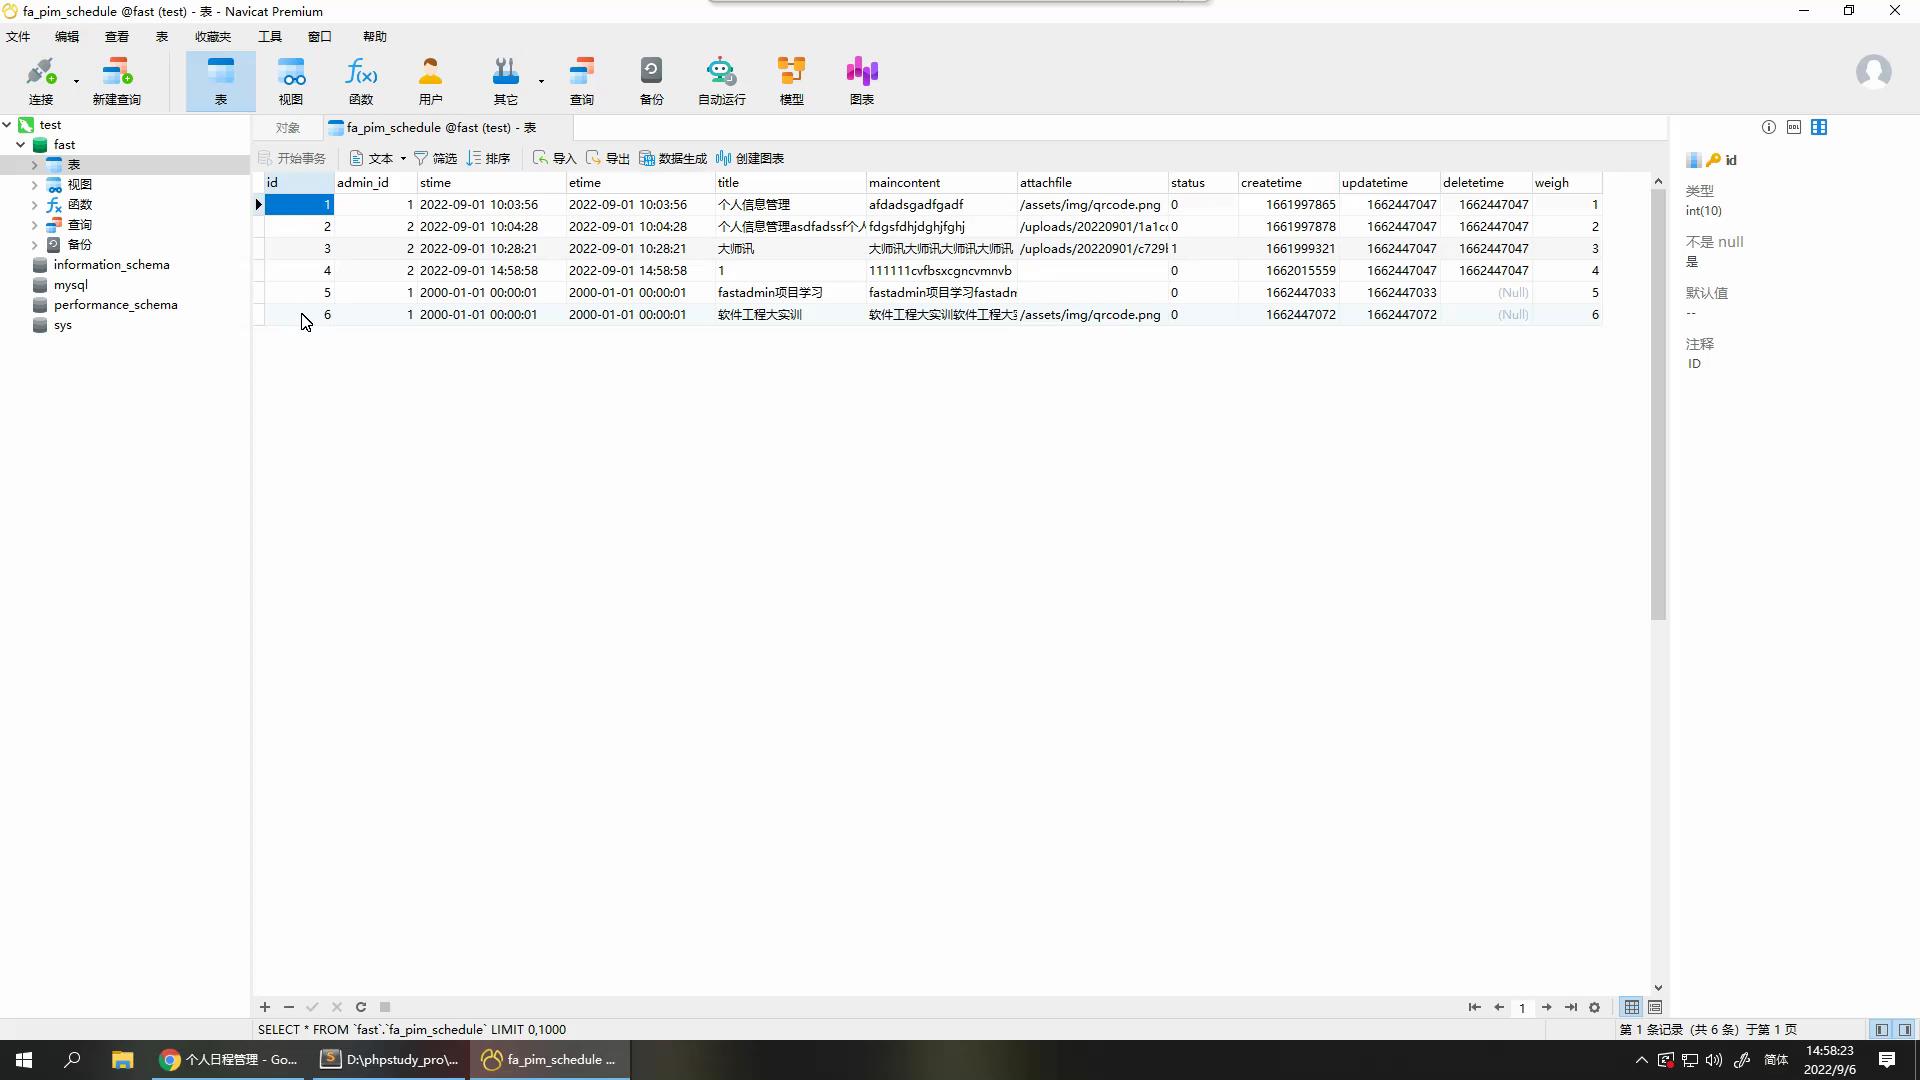 fa_pim_schedule @fast (test) - 表 - Navicat Premium
文件 编辑 查看 表 收藏夹 工具 窗口 帮助
连接 新建查询 表 视图 函数 用户 其它 查询 备份 自动运行 模型 图表
test
fast
表
视图
函数
查询
备份
information_schema
mysql
performance_schema
sys
对象 fa_pim_schedule @fast (test) - 表
开始事务 文本 筛选 排序 导入 导出 数据生成 创建图表
id admin_id stime etime title maincontent attachfile status createtime updatetime deletetime weigh
1 1 2022-09-01 10:03:56 2022-09-01 10:03:56 个人信息管理 afdadsgadfgadf /assets/img/qrcode.png 0 1661997865 1662447047 1662447047 1
2 2 2022-09-01 10:04:28 2022-09-01 10:04:28 个人信息管理asdfadssf个人 fdgsfdhjdghjfghj /uploads/20220901/1a1c 0 1661997878 1662447047 1662447047 2
3 2 2022-09-01 10:28:21 2022-09-01 10:28:21 大师讯 大师讯大师讯大师讯大师讯 /uploads/20220901/c729 1 1661999321 1662447047 1662447047 3
4 2 2022-09-01 14:58:58 2022-09-01 14:58:58 1 111111cvfbsxcgncvmnvb 0 1662015559 1662447047 1662447047 4
5 1 2000-01-01 00:00:01 2000-01-01 00:00:01 fastadmin项目学习 fastadmin项目学习fastadm 0 1662447033 1662447033 (Null) 5
6 1 2000-01-01 00:00:01 2000-01-01 00:00:01 软件工程大实训 软件工程大实训软件工程大 /assets/img/qrcode.png 0 1662447072 1662447072 (Null) 6
DDL
id
类型
int(10)
不是 null
是
默认值
--
注释
ID
1
SELECT * FROM `fast`.`fa_pim_schedule` LIMIT 0,1000
第 1 条记录 (共 6 条) 于第 1 页
个人日程管理 - Go...
D:\phpstudy_pro\...
fa_pim_schedule ...
简体
14:58:23
2022/9/6